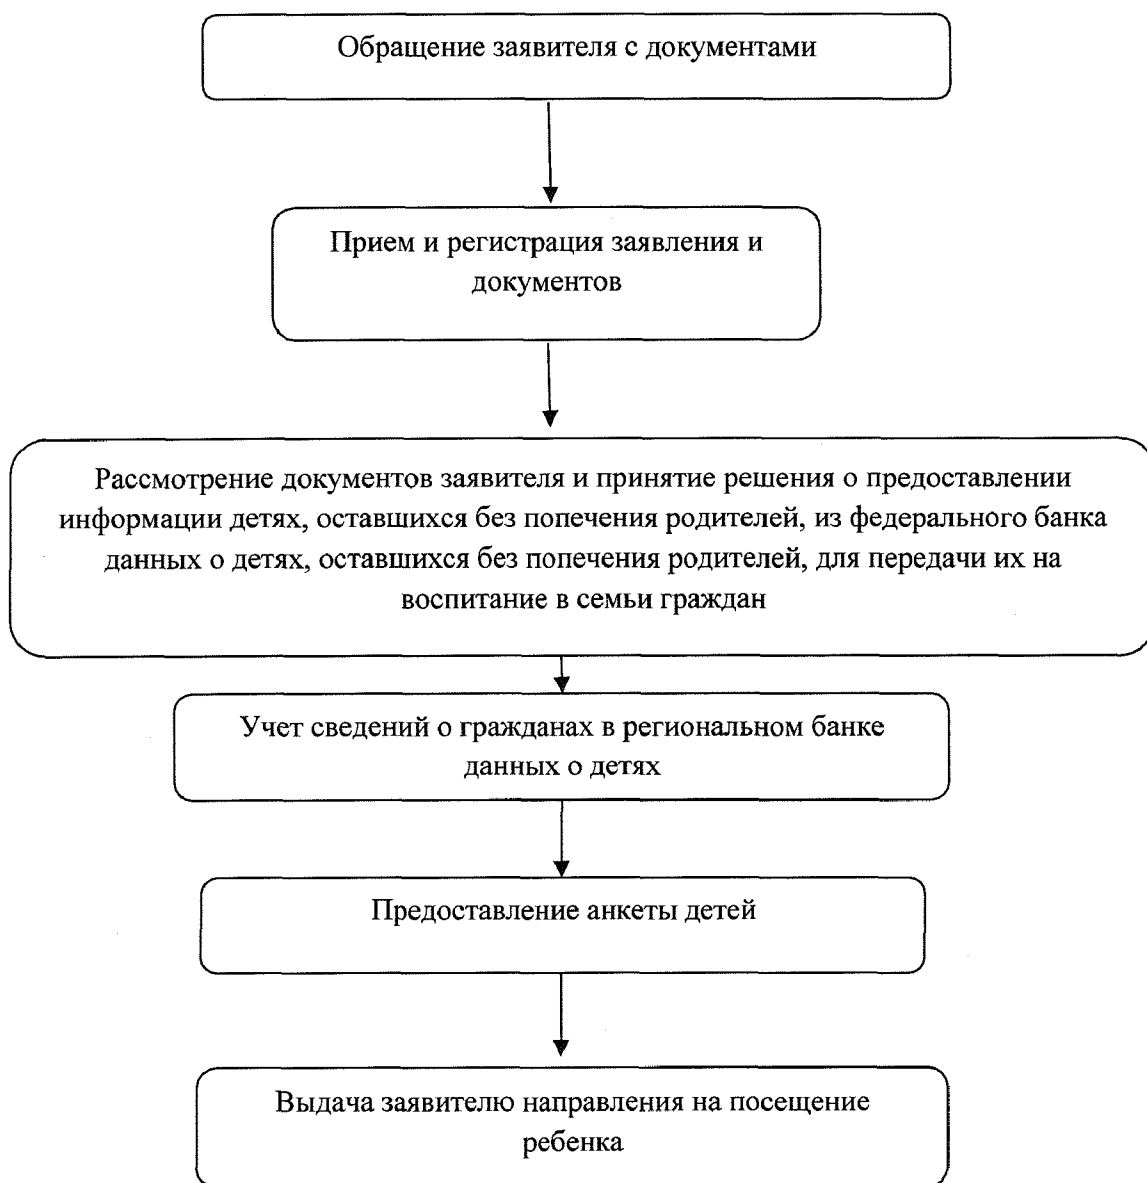 Обращение заявителя с документами
Прием и регистрация заявления и
документов
Рассмотрение документов заявителя и принятие решения о предоставлении
информации детях, оставшихся без попечения родителей, из федерального банка
данных о детях, оставшихся без попечения родителей, для передачи их на
воспитание в семьи граждан
Учет сведений о гражданах в региональном банке
данных о детях
Предоставление анкеты детей
Выдача заявителю направления на посещение
ребенка